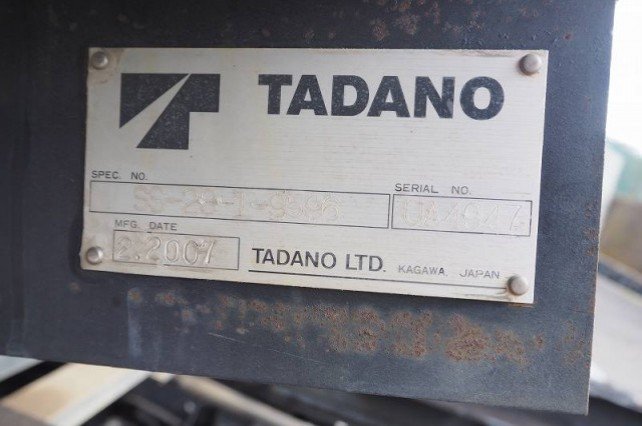 TADANO
SPEC. NO.
SERIAL NO.
MFG. DATE
2.2007
TADANO LTD. KAGAWA, JAPAN